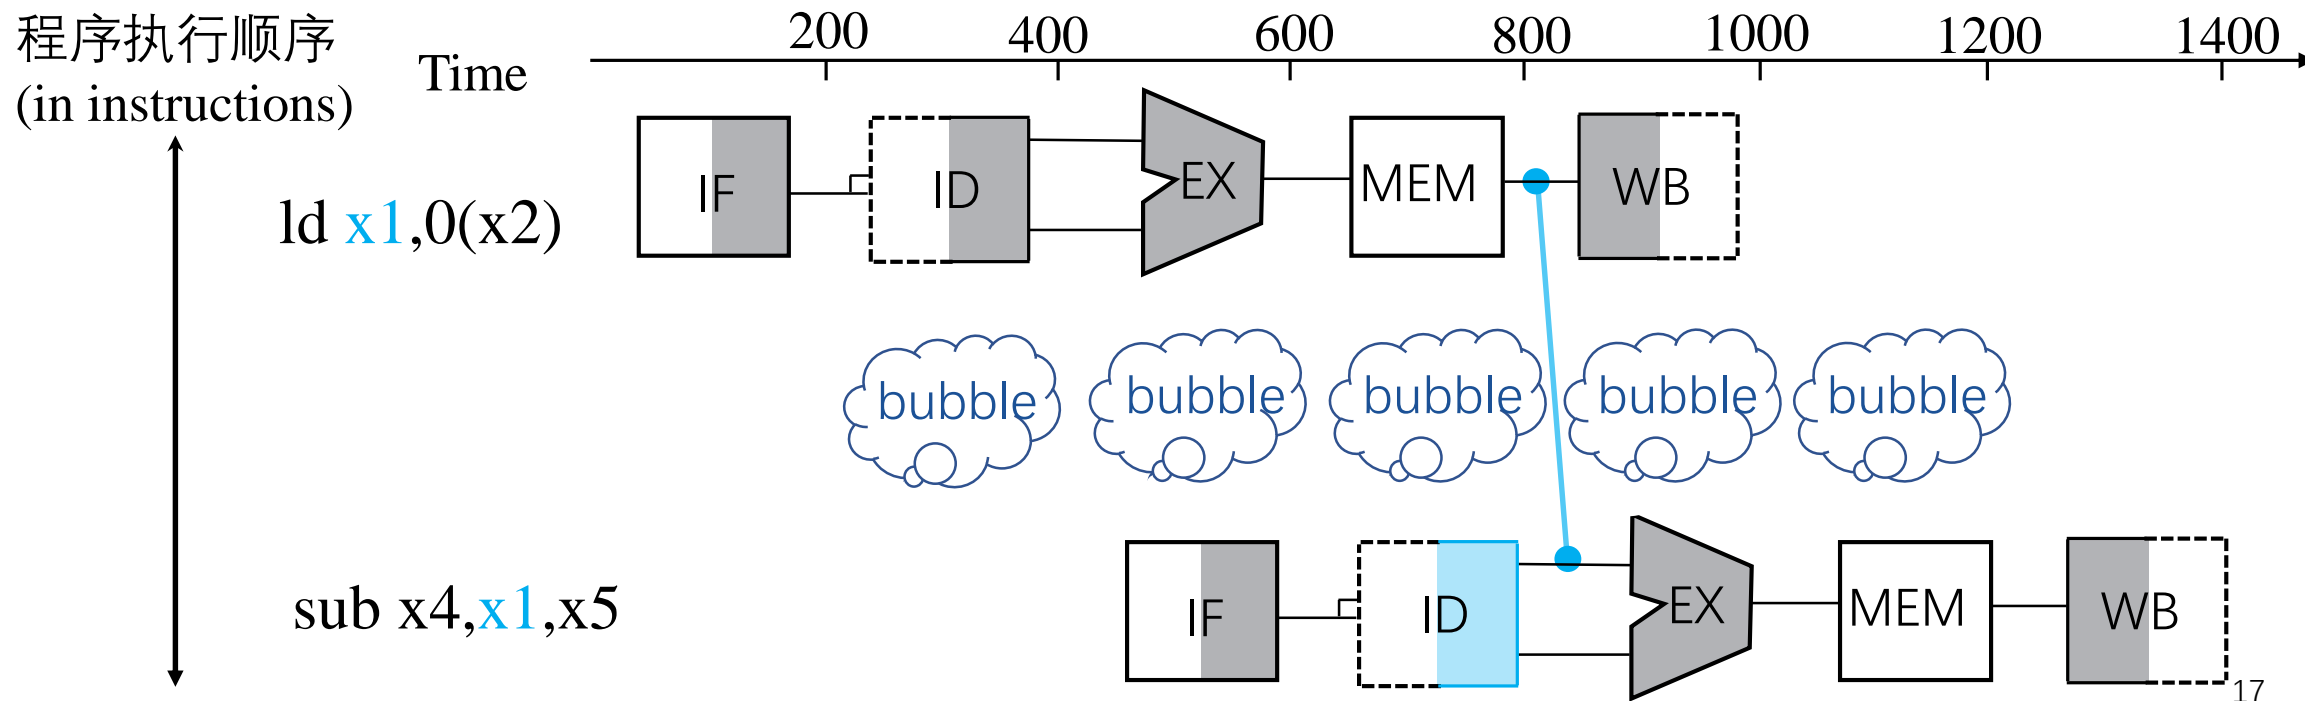 程序执行顺序
(in instructions)
Time
200 400 600 800 1000 1200 1400
ld x1,0(x2)
IF ID EX MEM WB
bubble bubble bubble bubble bubble
sub x4,x1,x5
IF ID EX MEM WB
17